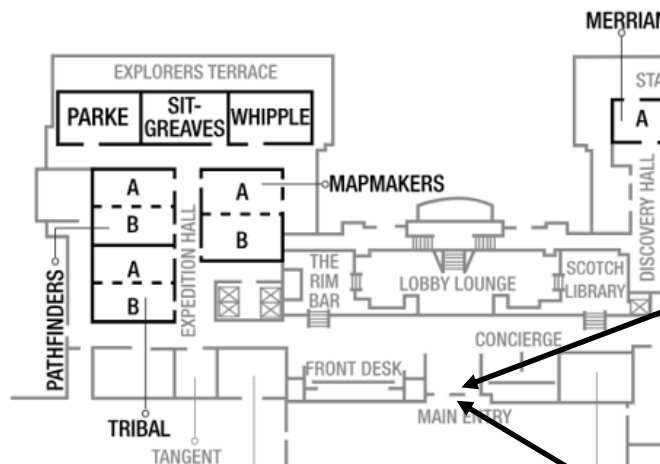 MERRIAM
EXPLORERS TERRACE
STA
PARKE
SIT-
GREAVES
WHIPPLE
A
A
A
MAPMAKERS
B
B
A
B
EXPEDITION HALL
DISCOVERY HALL
PATHFINDERS
THE
RIM
BAR
LOBBY LOUNGE
SCOTCH
LIBRARY
CONCIERGE
FRONT DESK
MAIN ENTRY
TRIBAL
TANGENT